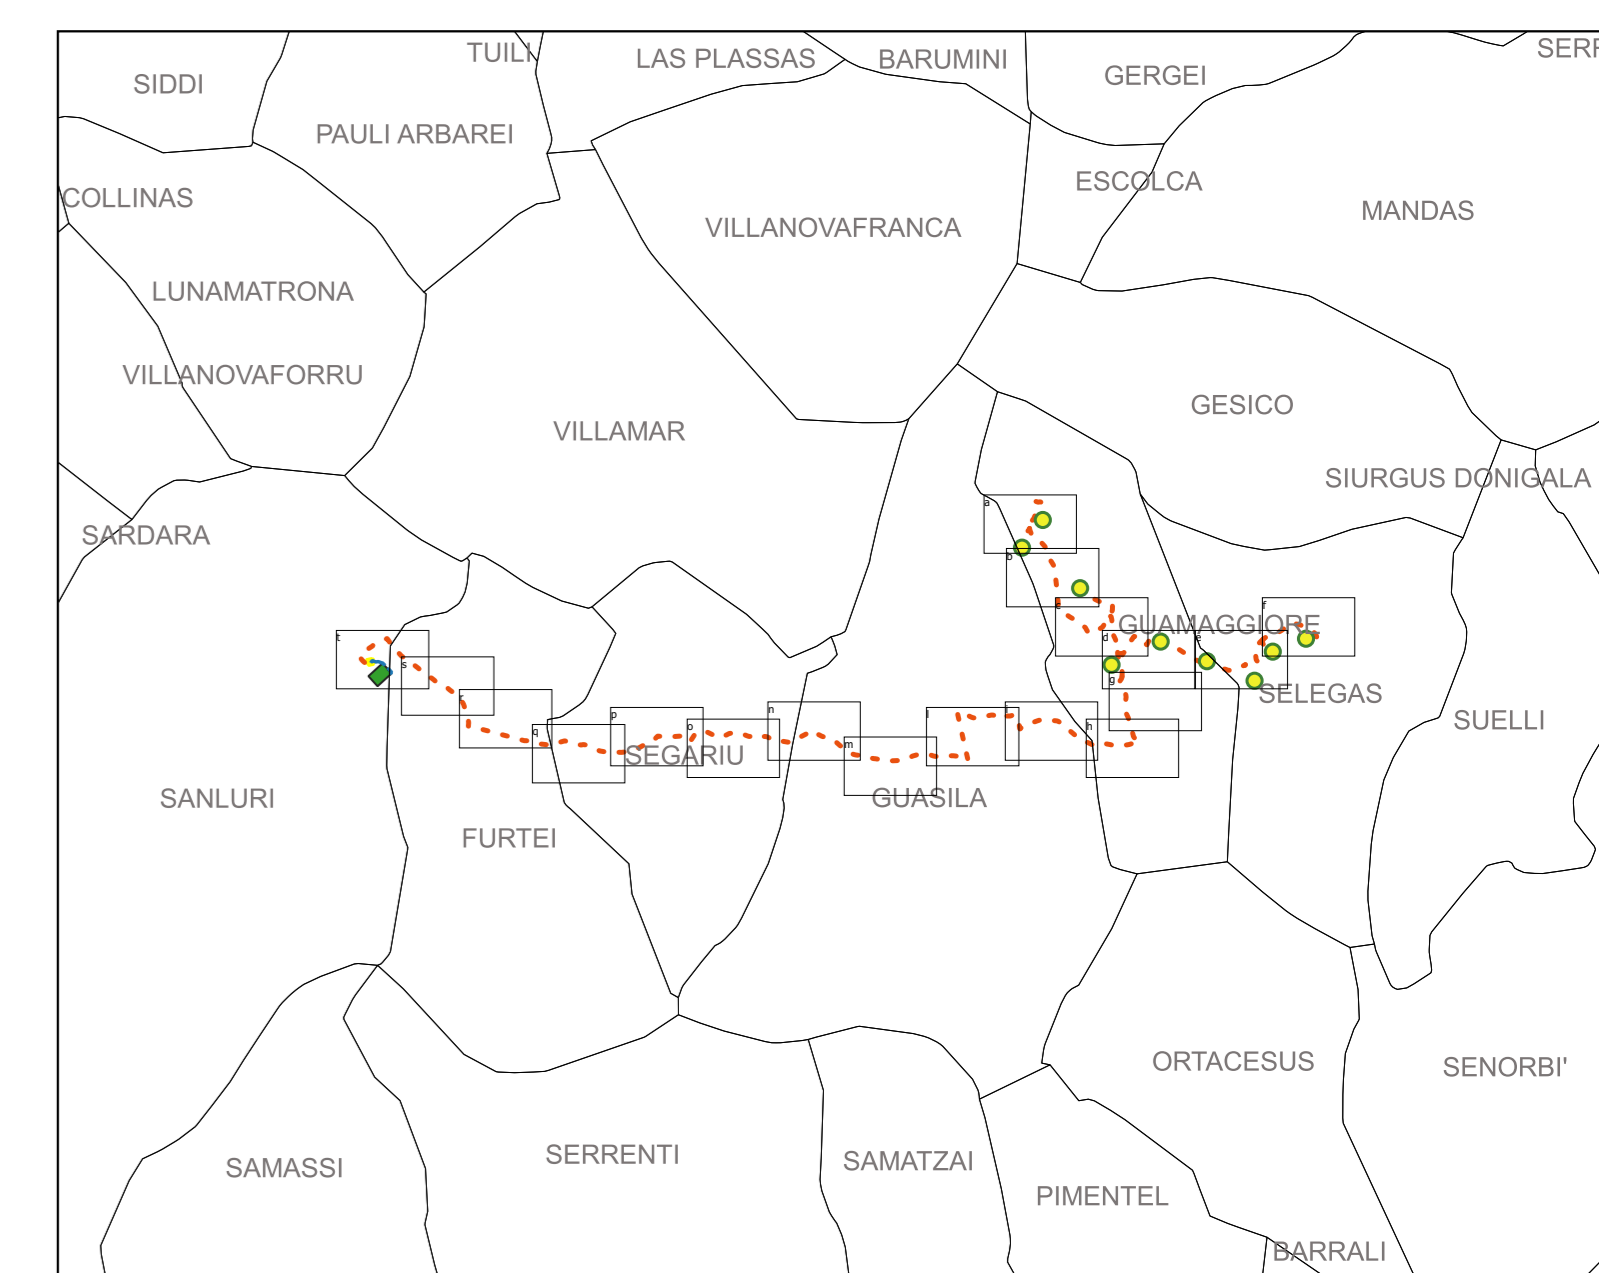 TUILI
LAS PLASSAS
BARUMINI
SERR
SIDDI
GERGEI
PAULI ARBAREI
ESCOLCA
COLLINAS
MANDAS
VILLANOVAFRANCA
LUNAMATRONA
VILLANOVAFORRU
GESICO
VILLAMAR
SIURGUS DONIGALA
a
SARDARA
b
c
f
GUAMAGGIORE
t
d
e
s
g
SELEGAS
r
n
i
p
l
SUELLI
q
o
h
m
SEGARIU
SANLURI
GUASILA
FURTEI
ORTACESUS
SENORBI'
SERRENTI
SAMATZAI
SAMASSI
PIMENTEL
BARRALI